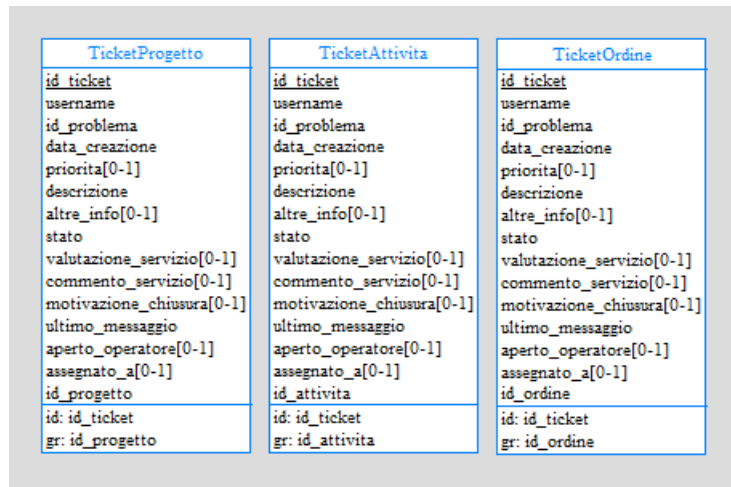 TicketProgetto
id_ticket
username
id_problema
data_creazione
priorita[0-1]
descrizione
altre_info[0-1]
stato
valutazione_servizio[0-1]
commento_servizio[0-1]
motivazione_chiusura[0-1]
ultimo_messaggio
aperto_operatore[0-1]
assegnato_a[0-1]
id_progetto
id: id_ticket
gr: id_progetto
TicketAttivita
id_ticket
username
id_problema
data_creazione
priorita[0-1]
descrizione
altre_info[0-1]
stato
valutazione_servizio[0-1]
commento_servizio[0-1]
motivazione_chiusura[0-1]
ultimo_messaggio
aperto_operatore[0-1]
assegnato_a[0-1]
id_attivita
id: id_ticket
gr: id_attivita
TicketOrdine
id_ticket
username
id_problema
data_creazione
priorita[0-1]
descrizione
altre_info[0-1]
stato
valutazione_servizio[0-1]
commento_servizio[0-1]
motivazione_chiusura[0-1]
ultimo_messaggio
aperto_operatore[0-1]
assegnato_a[0-1]
id_ordine
id: id_ticket
gr: id_ordine